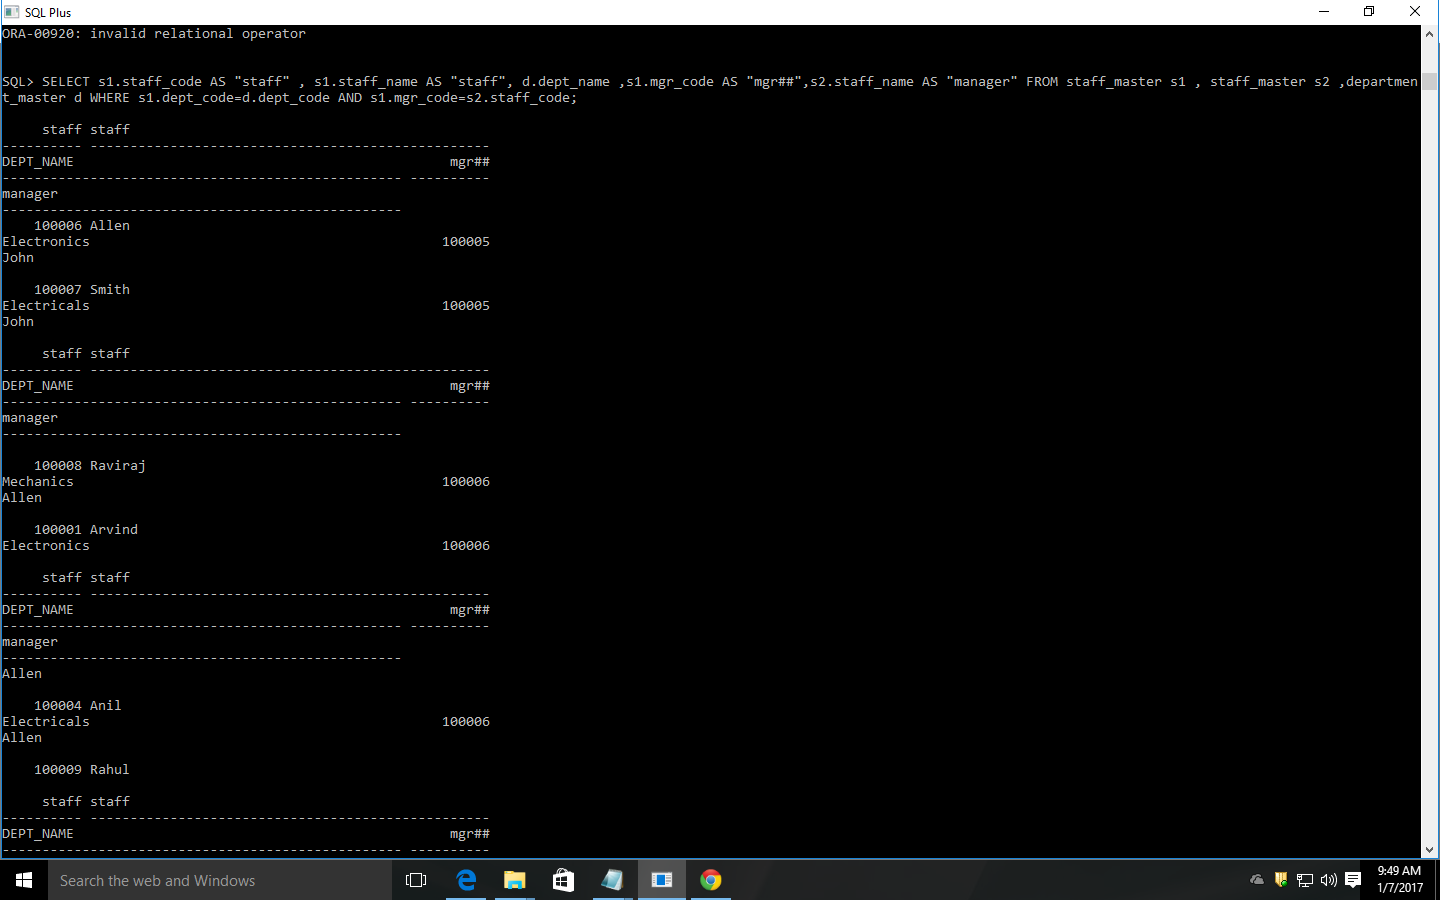 SQL Plus
ORA-00920: invalid relational operator
SQL> SELECT s1.staff_code AS "staff" , s1.staff_name AS "staff", d.dept_name ,s1.mgr_code AS "mgr##",s2.staff_name AS "manager" FROM staff_master s1 , staff_master s2 ,departmen
t_master d WHERE s1.dept_code=d.dept_code AND s1.mgr_code=s2.staff_code;
staff staff
---------- --------------------------------------------------
DEPT_NAME mgr##
-------------------------------------------------- ----------
manager
--------------------------------------------------
100006 Allen
Electronics 100005
John
100007 Smith
Electricals 100005
John
staff staff
---------- --------------------------------------------------
DEPT_NAME mgr##
-------------------------------------------------- ----------
manager
--------------------------------------------------
100008 Raviraj
Mechanics 100006
Allen
100001 Arvind
Electronics 100006
staff staff
---------- --------------------------------------------------
DEPT_NAME mgr##
-------------------------------------------------- ----------
manager
--------------------------------------------------
Allen
100004 Anil
Electricals 100006
Allen
100009 Rahul
staff staff
---------- --------------------------------------------------
DEPT_NAME mgr##
-------------------------------------------------- ----------
Search the web and Windows
9:49 AM
1/7/2017